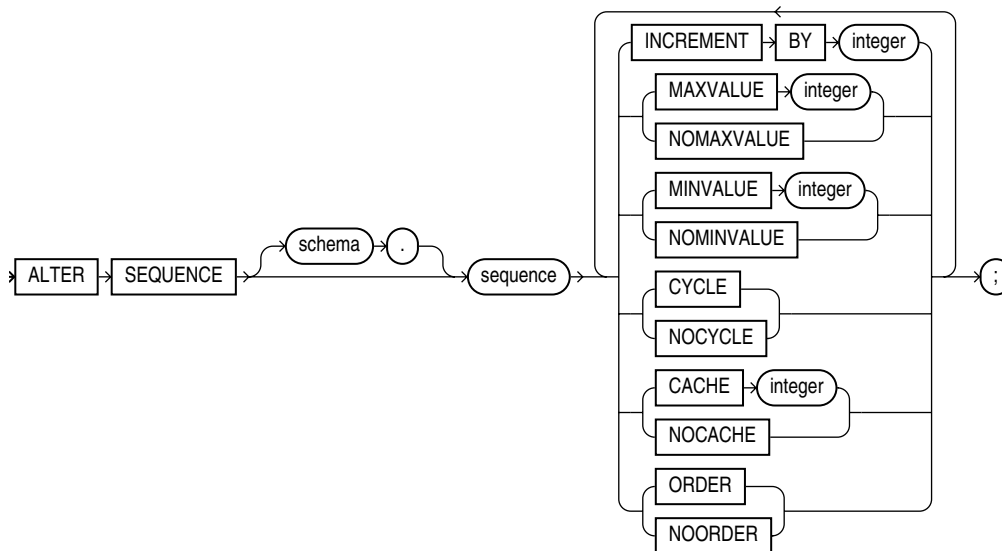 INCREMENT BY integer
MAXVALUE integer
NOMAXVALUE
MINVALUE integer
NOMINVALUE
schema .
ALTER SEQUENCE sequence ;
CYCLE
NOCYCLE
CACHE integer
NOCACHE
ORDER
NOORDER